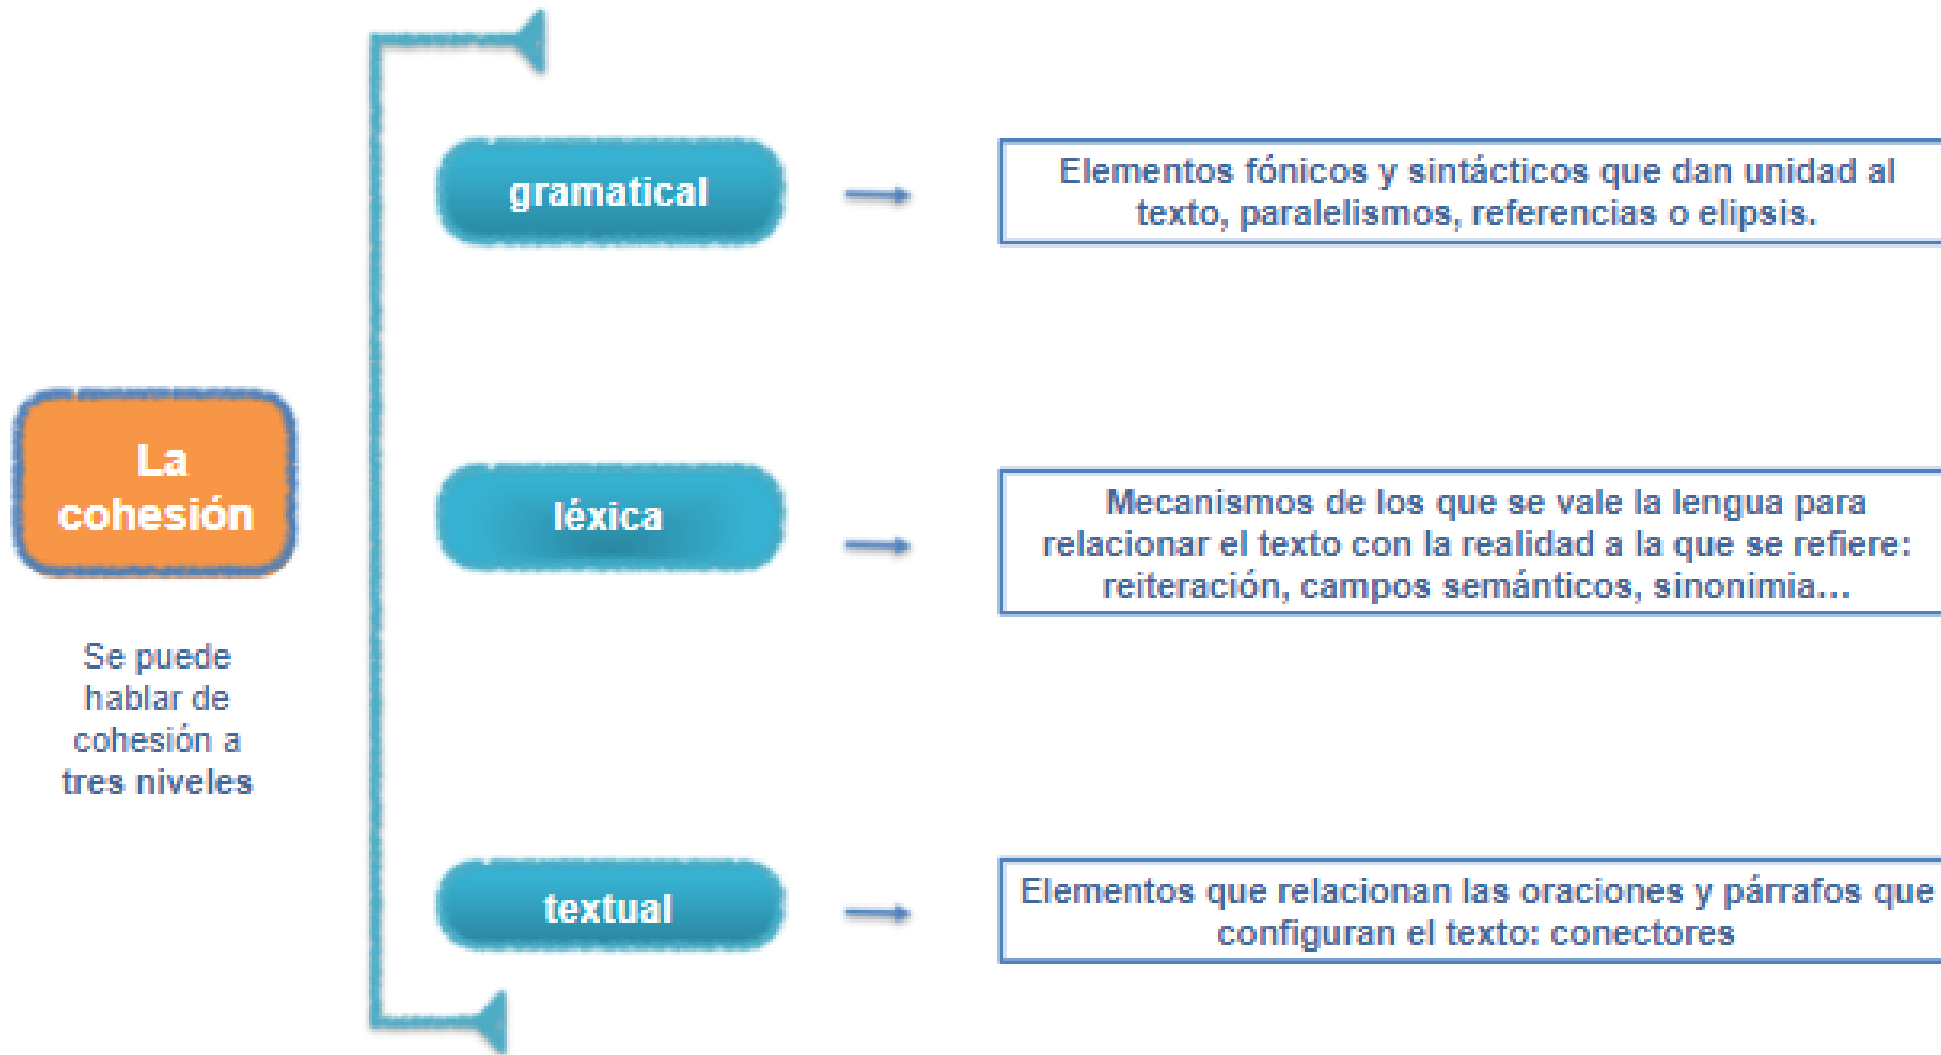 La
cohesión
Se puede
hablar de
cohesión a
tres niveles
gramatical
Elementos fónicos y sintácticos que dan unidad al
texto, paralelismos, referencias o elipsis.
léxica
Mecanismos de los que se vale la lengua para
relacionar el texto con la realidad a la que se refiere:
reiteración, campos semánticos, sinonimia...
textual
Elementos que relacionan las oraciones y párrafos que
configuran el texto: conectores